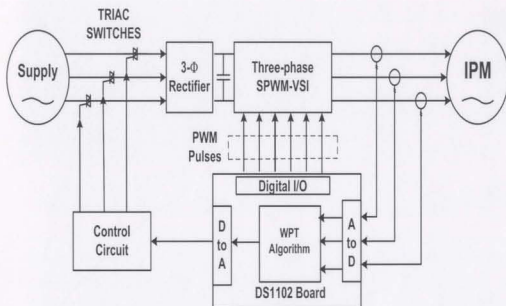 TRIAC
SWITCHES
Supply
3-Φ
Rectifier
Three-phase
SPWM-VSI
IPM
PWM
Pulses
Digital I/O
Control
Circuit
D
to
A
WPT
Algorithm
A
to
D
DS1102 Board